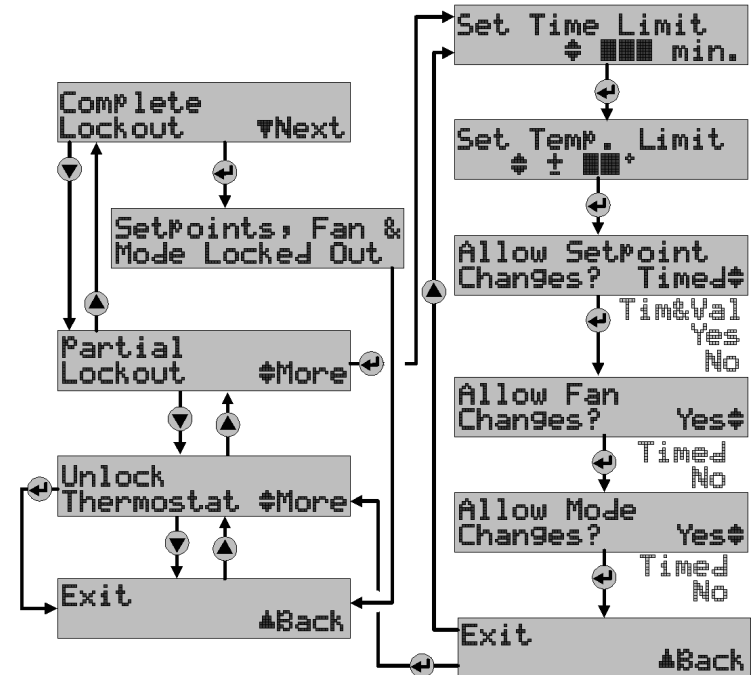 Complete
Lockout ▼Next
Setpoints, Fan &
Mode Locked Out
Partial
Lockout ♦More
Unlock
Thermostat ♦More
Exit
▲Back
Set Time Limit
♦ ███ min.
Set Temp. Limit
♦ ± ██°
Allow Setpoint
Changes? Timed♦
Tim&Val
Yes
No
Allow Fan
Changes? Yes♦
Timed
No
Allow Mode
Changes? Yes♦
Timed
No
Exit
▲Back